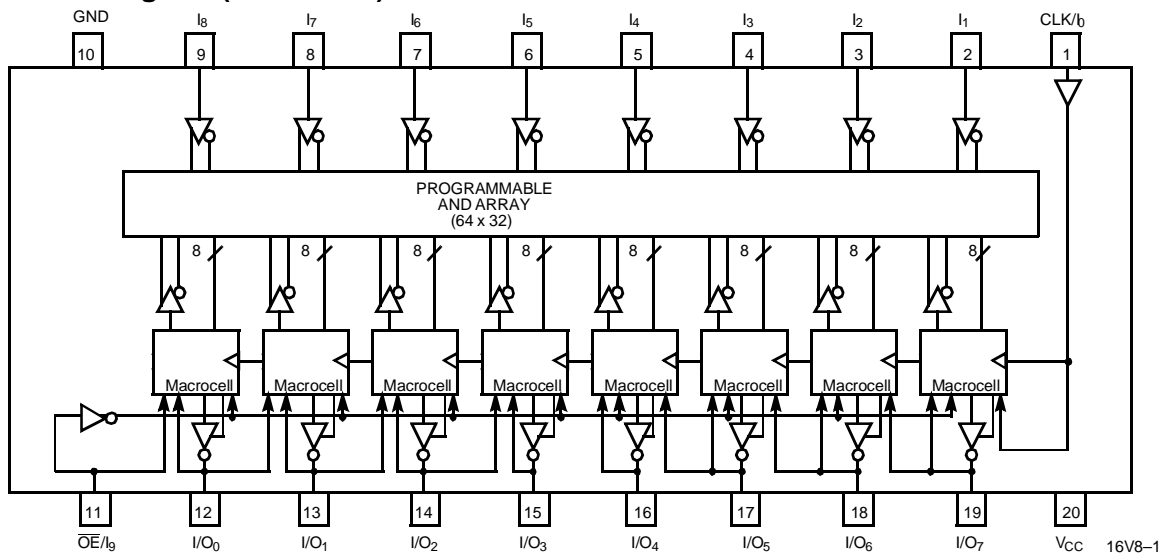 GND I8 I7 I6 I5 I4 I3 I2 I1 CLK/I0
10 9 8 7 6 5 4 3 2 1
PROGRAMMABLE
AND ARRAY
(64 x 32)
8 8 8 8 8 8 8 8
Macrocell Macrocell Macrocell Macrocell Macrocell Macrocell Macrocell Macrocell
11 12 13 14 15 16 17 18 19 20
OE/I9 I/O0 I/O1 I/O2 I/O3 I/O4 I/O5 I/O6 I/O7 VCC 16V8–1